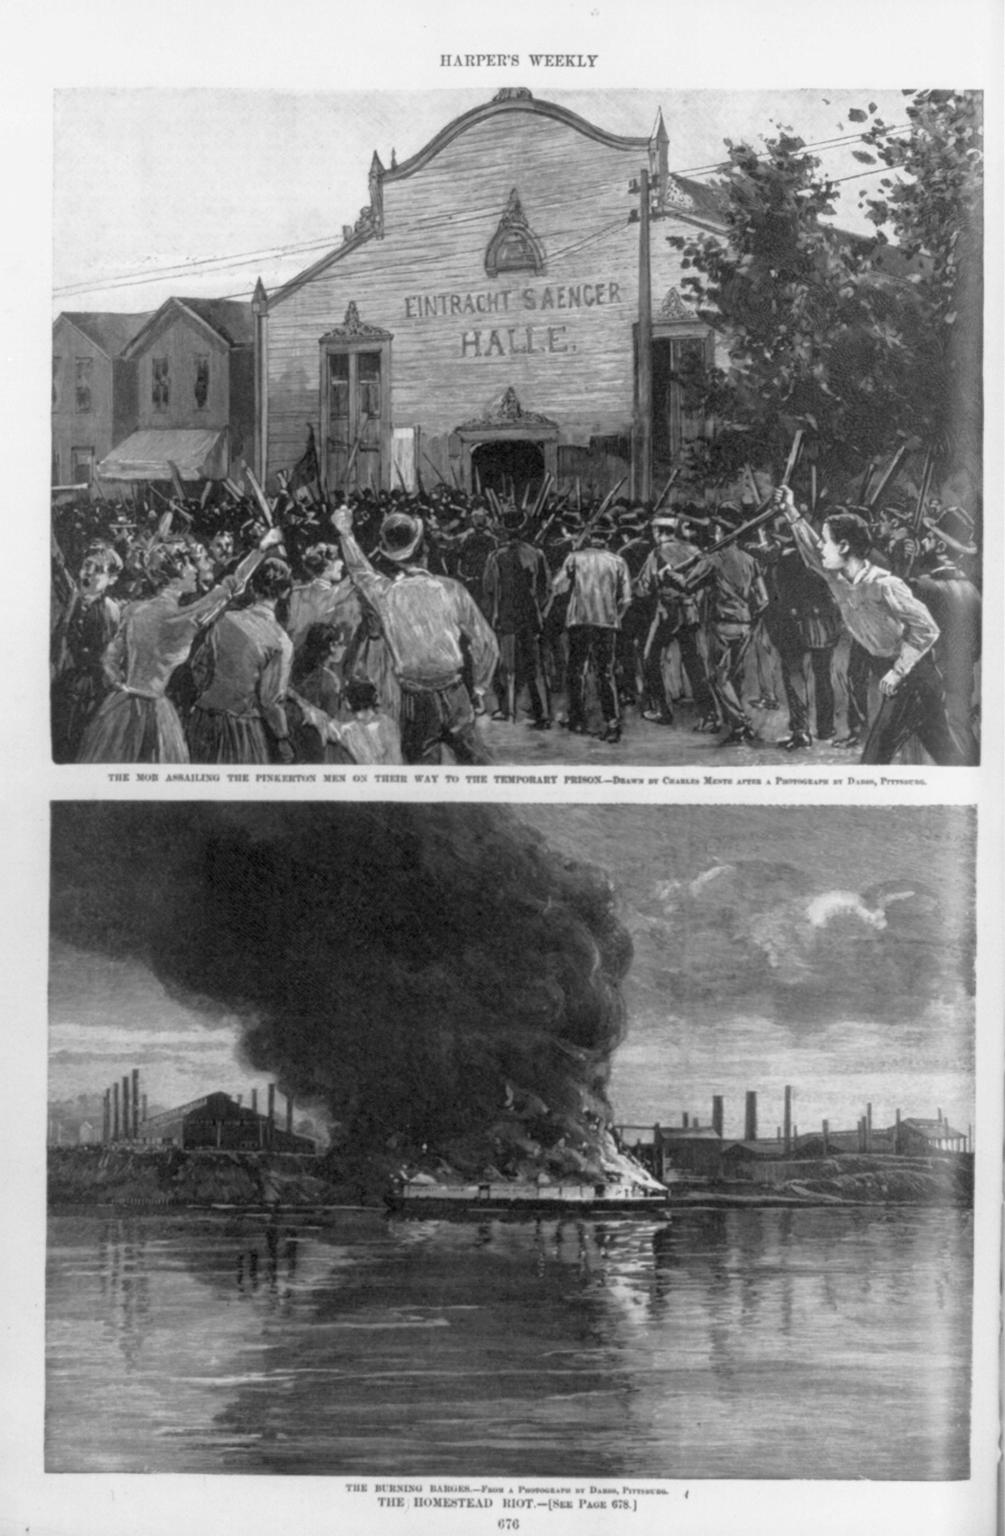 HARPER'S WEEKLY
EINTRACHT SAENGER
HALLE.
THE MOB ASSAILING THE PINKERTON MEN ON THEIR WAY TO THE TEMPORARY PRISON.—Drawn by Charles Mente after a Photograph by Dabbs, Pittsburg.
THE BURNING BARGES.—From a Photograph by Dabbs, Pittsburg.
THE HOMESTEAD RIOT.—[See Page 678.]
676